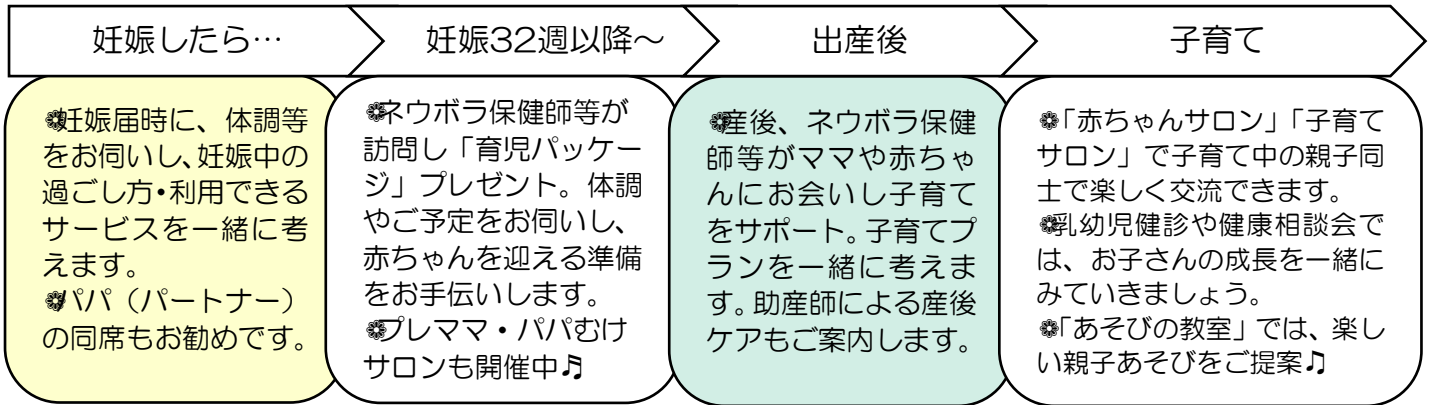 妊娠したら…
妊娠32週以降～
出産後
子育て
❁妊娠届時に、体調等
をお伺いし、妊娠中の
過ごし方・利用できる
サービスを一緒に考
えます。
❁パパ（パートナー）
の同席もお勧めです。
❁ネウボラ保健師等が
訪問し「育児パッケー
ジ」プレゼント。体調
やご予定をお伺いし、
赤ちゃんを迎える準備
をお手伝いします。
❁プレママ・パパむけ
サロンも開催中♬
❁産後、ネウボラ保健
師等がママや赤ちゃ
んにお会いし子育て
をサポート。子育てプ
ランを一緒に考えま
す。助産師による産後
ケアもご案内します。
❁「赤ちゃんサロン」「子育て
サロン」で子育て中の親子同
士で楽しく交流できます。
❁乳幼児健診や健康相談会で
は、お子さんの成長を一緒に
みていきましょう。
❁「あそびの教室」では、楽し
い親子あそびをご提案♫